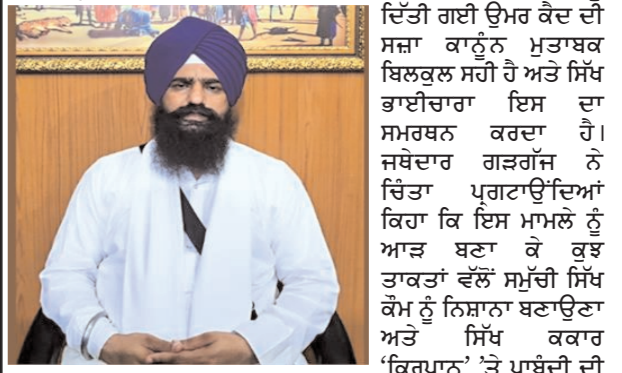 ਦਿੱਤੀ ਗਈ ਉਮਰ ਕੈਦ ਦੀ
ਸਜ਼ਾ ਕਾਨੂੰਨ ਮੁਤਾਬਕ
ਬਿਲਕੁਲ ਸਹੀ ਹੈ ਅਤੇ ਸਿੱਖ
ਭਾਈਚਾਰਾ ਇਸ ਦਾ
ਸਮਰਥਨ ਕਰਦਾ ਹੈ।
ਜਥੇਦਾਰ ਗੜਗੱਜ ਨੇ
ਚਿੰਤਾ ਪ੍ਰਗਟਾਉਂਦਿਆਂ
ਕਿਹਾ ਕਿ ਇਸ ਮਾਮਲੇ ਨੂੰ
ਆੜ ਬਣਾ ਕੇ ਕੁਝ
ਤਾਕਤਾਂ ਵੱਲੋਂ ਸਮੁੱਚੀ ਸਿੱਖ
ਕੌਮ ਨੂੰ ਨਿਸ਼ਾਨਾ ਬਣਾਉਣਾ
ਅਤੇ ਸਿੱਖ ਕਕਾਰ
‘ਕਿਰਪਾਨ’ ’ਤੇ ਪਾਬੰਦੀ ਦੀ